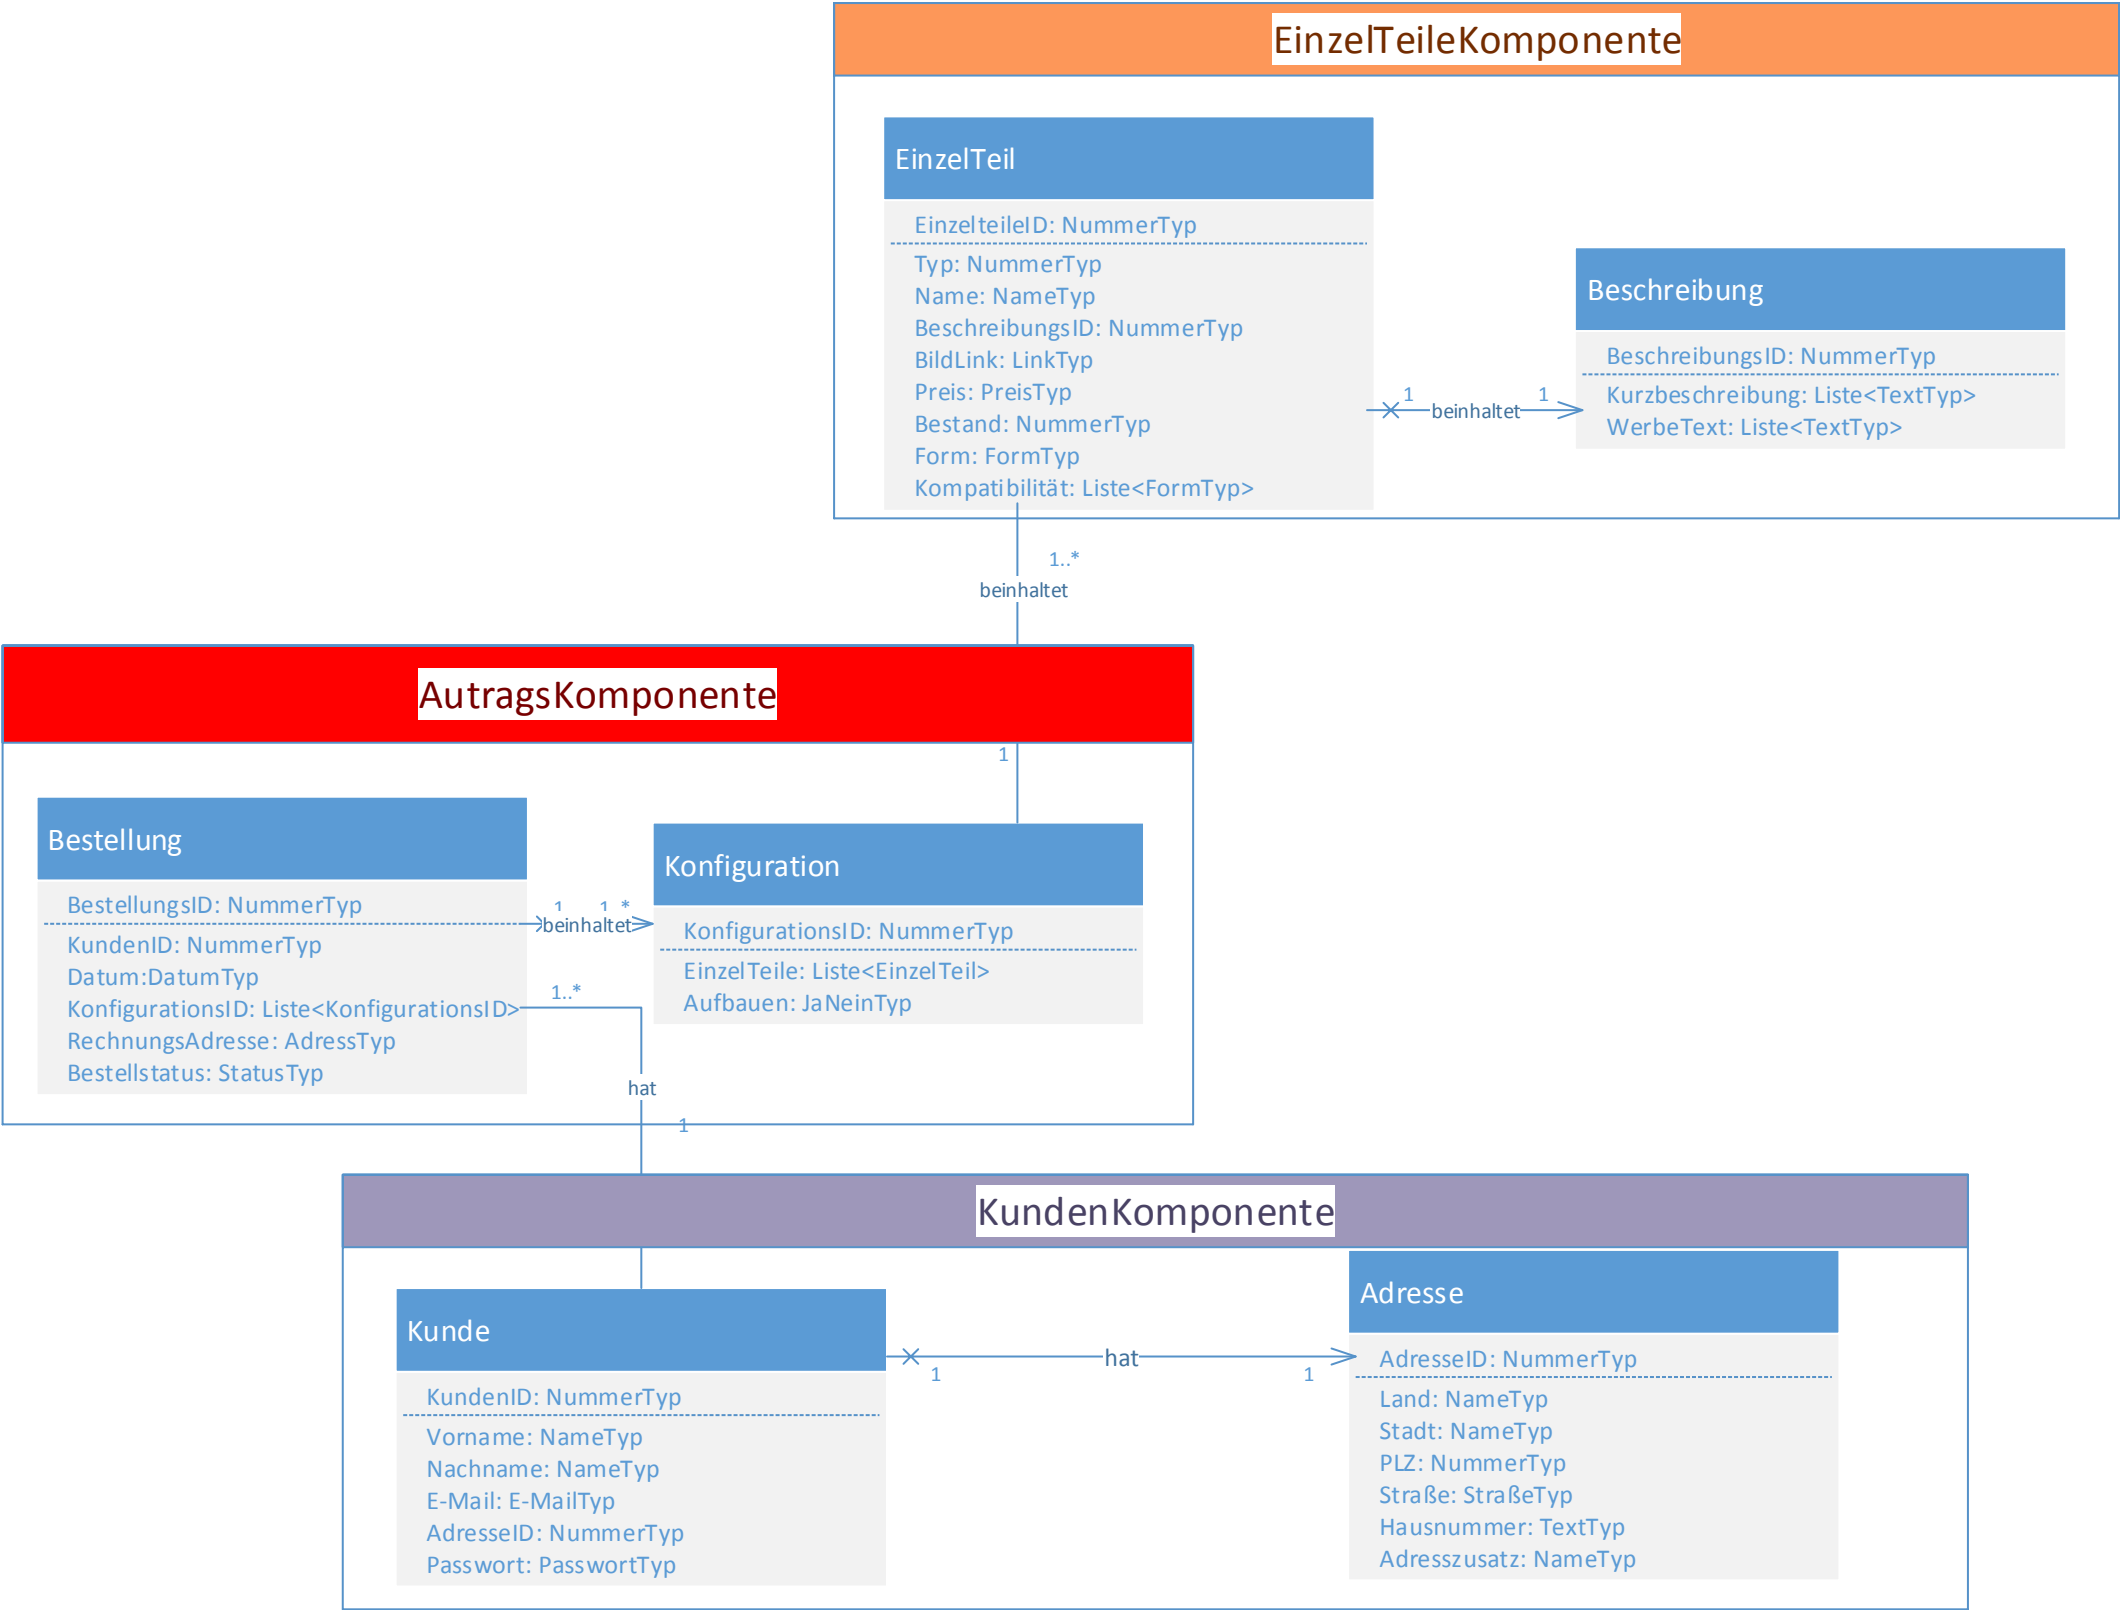 EinzelTeileKomponente
EinzelTeil
EinzelteileID: NummerTyp
Typ: NummerTyp
Name: NameTyp
BeschreibungsID: NummerTyp
BildLink: LinkTyp
Preis: PreisTyp
Bestand: NummerTyp
Form: FormTyp
Kompatibilität: Liste<FormTyp>
1
beinhaltet
1
Beschreibung
BeschreibungsID: NummerTyp
Kurzbeschreibung: Liste<TextTyp>
WerbeText: Liste<TextTyp>
1..*
beinhaltet
1
AutragsKomponente
Bestellung
BestellungsID: NummerTyp
KundenID: NummerTyp
Datum:DatumTyp
KonfigurationsID: Liste<KonfigurationsID>
RechnungsAdresse: AdressTyp
Bestellstatus: StatusTyp
1
1..*
beinhaltet
Konfiguration
KonfigurationsID: NummerTyp
EinzelTeile: Liste<EinzelTeil>
Aufbauen: JaNeinTyp
1..*
hat
1
KundenKomponente
Kunde
KundenID: NummerTyp
Vorname: NameTyp
Nachname: NameTyp
E-Mail: E-MailTyp
AdresseID: NummerTyp
Passwort: PasswortTyp
1
hat
1
Adresse
AdresseID: NummerTyp
Land: NameTyp
Stadt: NameTyp
PLZ: NummerTyp
Straße: StraßeTyp
Hausnummer: TextTyp
Adresszusatz: NameTyp